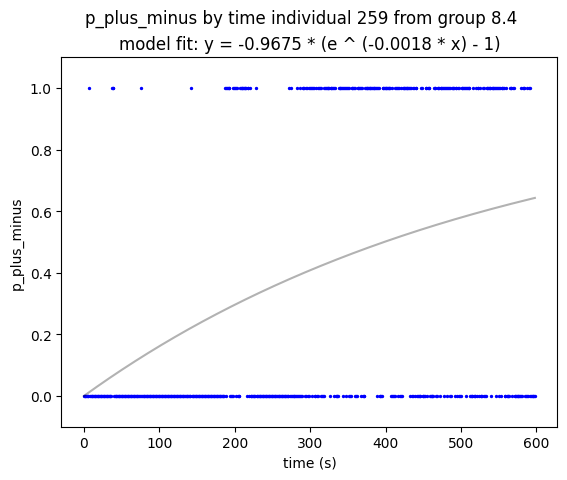 p_plus_minus by time individual 259 from group 8.4
model fit: y = -0.9675 * (e ^ (-0.0018 * x) - 1)
1.0
0.8
0.6
0.4
0.2
0.0
p_plus_minus
0 100 200 300 400 500 600
time (s)